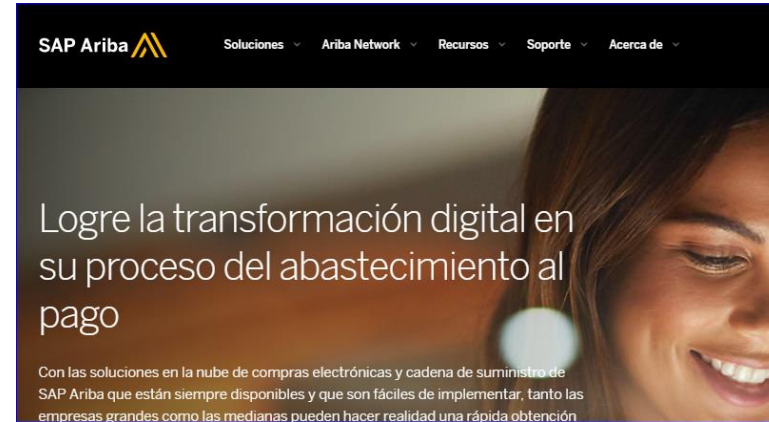 SAP Ariba
Soluciones Ariba Network Recursos Soporte Acerca de
Logre la transformación digital en
su proceso del abastecimiento al
pago
Con las soluciones en la nube de compras electrónicas y cadena de suministro de
SAP Ariba que están siempre disponibles y que son fáciles de implementar, tanto las
empresas grandes como las medianas pueden hacer realidad una rápida obtención